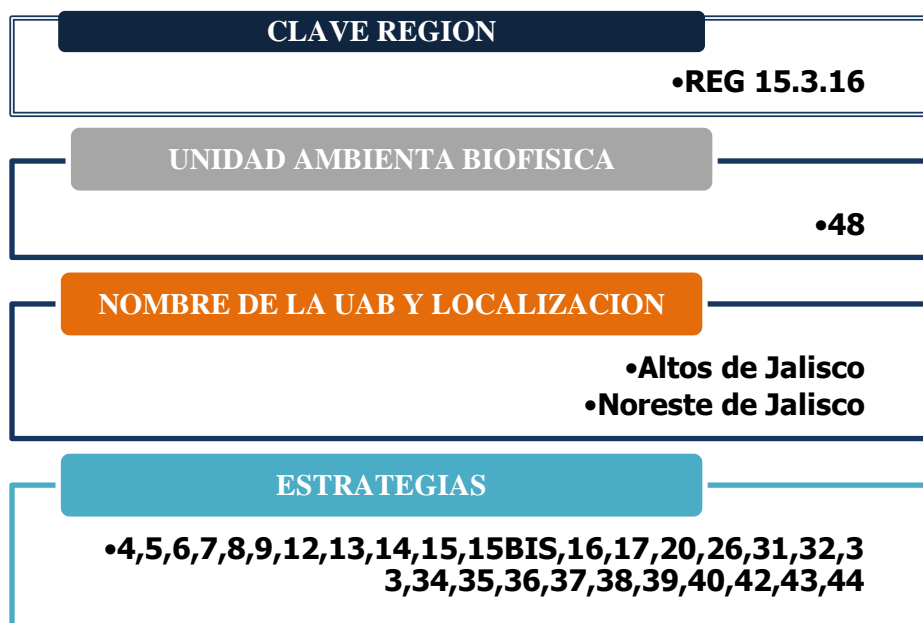 CLAVE REGION
•REG 15.3.16
UNIDAD AMBIENTA BIOFISICA
•48
NOMBRE DE LA UAB Y LOCALIZACION
•Altos de Jalisco
•Noreste de Jalisco
ESTRATEGIAS
•4,5,6,7,8,9,12,13,14,15,15BIS,16,17,20,26,31,32,3
3,34,35,36,37,38,39,40,42,43,44